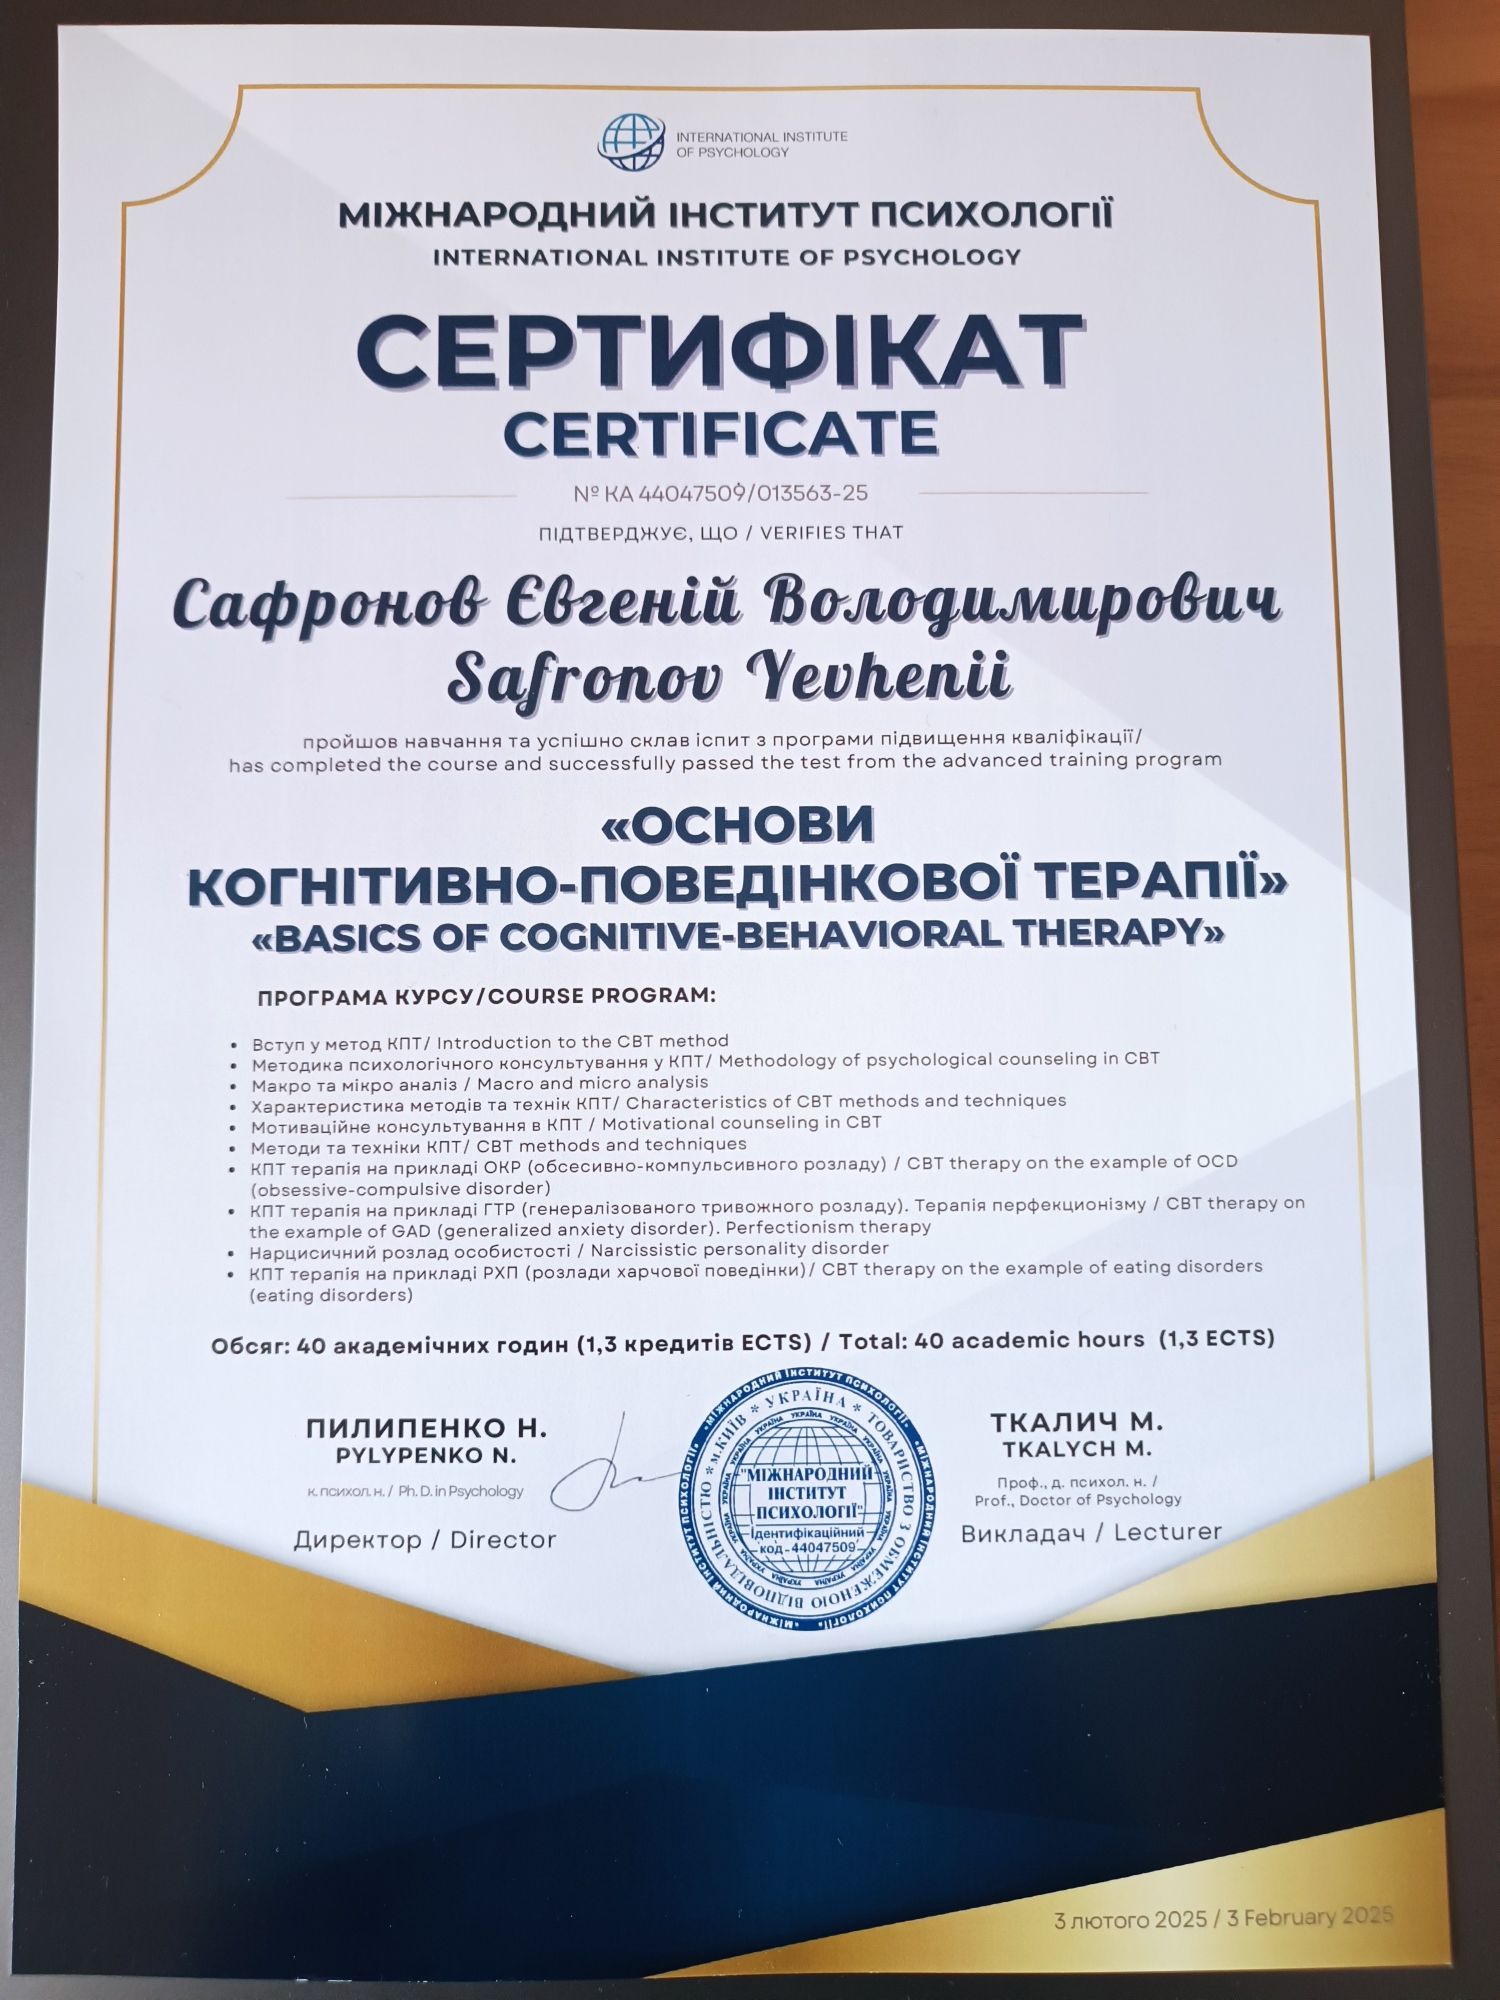 INTERNATIONAL INSTITUTE
OF PSYCHOLOGY
МІЖНАРОДНИЙ ІНСТИТУТ ПСИХОЛОГІЇ
INTERNATIONAL INSTITUTE OF PSYCHOLOGY
СЕРТИФІКАТ
CERTIFICATE
№ КА 44047509/013563-25
ПІДТВЕРДЖУЄ, ЩО / VERIFIES THAT
Сафронов Євгеній Володимирович
Safronov Yevhenii
пройшов навчання та успішно склав іспит з програми підвищення кваліфікації/
has completed the course and successfully passed the test from the advanced training program
«ОСНОВИ
КОГНІТИВНО-ПОВЕДІНКОВОЇ ТЕРАПІЇ»
«BASICS OF COGNITIVE-BEHAVIORAL THERAPY»
ПРОГРАМА КУРСУ/COURSE PROGRAM:
• Вступ у метод КПТ/ Introduction to the CBT method
• Методика психологічного консультування у КПТ/ Methodology of psychological counseling in CBT
• Макро та мікро аналіз / Macro and micro analysis
• Характеристика методів та технік КПТ/ Characteristics of CBT methods and techniques
• Мотиваційне консультування в КПТ / Motivational counseling in CBT
• Методи та техніки КПТ/ CBT methods and techniques
• КПТ терапія на прикладі ОКР (обсесивно-компульсивного розладу) / CBT therapy on the example of OCD
(obsessive-compulsive disorder)
• КПТ терапія на прикладі ГТР (генералізованого тривожного розладу). Терапія перфекціонізму / CBT therapy on
the example of GAD (generalized anxiety disorder). Perfectionism therapy
• Нарцисичний розлад особистості / Narcissistic personality disorder
• КПТ терапія на прикладі РХП (розлади харчової поведінки)/ CBT therapy on the example of eating disorders
(eating disorders)
Обсяг: 40 академічних годин (1,3 кредитів ECTS) / Total: 40 academic hours (1,3 ECTS)
ПИЛИПЕНКО Н.
PYLYPENKO N.
к. психол. н. / Ph. D. in Psychology
Директор / Director
«МІЖНАРОДНИЙ ІНСТИТУТ ПСИХОЛОГІЇ»
* УКРАЇНА * ТОВАРИСТВО З ОБМЕЖЕНОЮ ВІДПОВІДАЛЬНІСТЮ * м.КИЇВ
УКРАЇНА УКРАЇНА УКРАЇНА
"МІЖНАРОДНИЙ
ІНСТИТУТ
ПСИХОЛОГІЇ"
Ідентифікаційний
код - 44047509
ТКАЛИЧ М.
TKALYCH M.
Проф., д. психол. н. /
Prof., Doctor of Psychology
Викладач / Lecturer
3 лютого 2025 / 3 February 2025